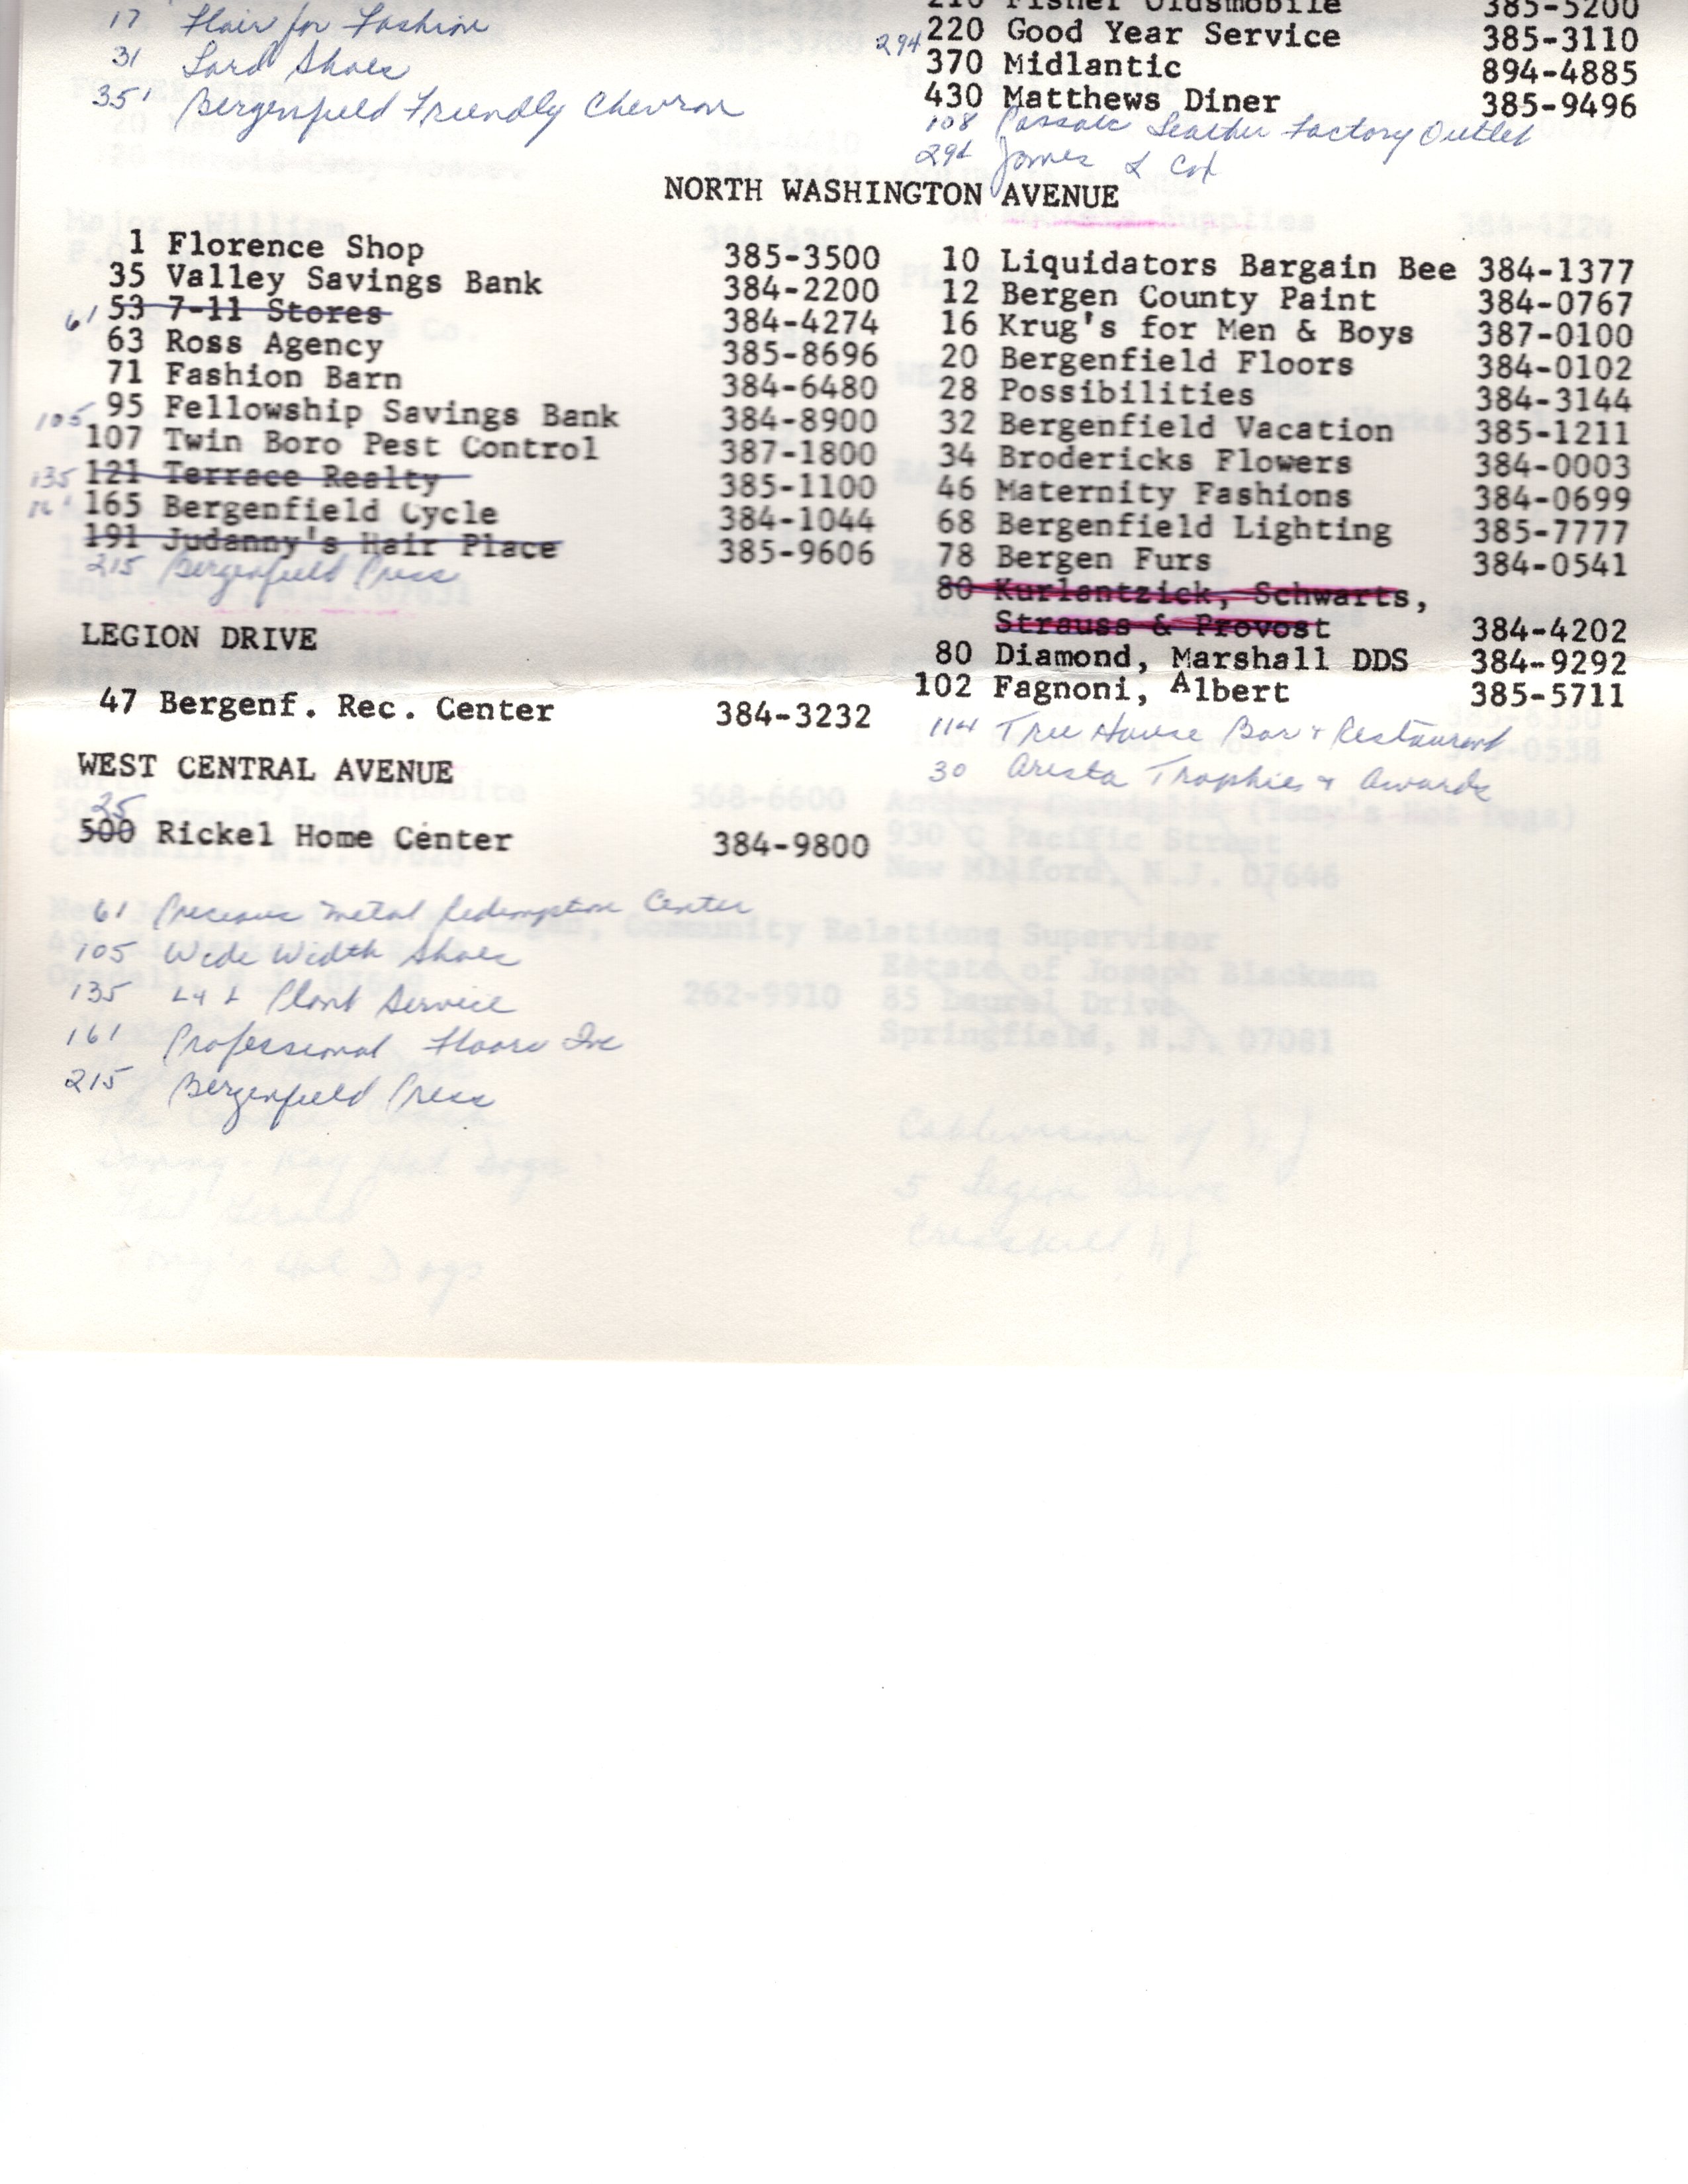 17 Flair for Fashion
31 Lord Shoes
351 Bergenfield Friendly Chevron
210 Fisher Oldsmobile 385-5200
294 220 Good Year Service 385-3110
370 Midlantic 894-4885
430 Matthews Diner 385-9496
108 Passaic Leather Factory Outlet
294 James & Cox
NORTH WASHINGTON AVENUE
1 Florence Shop 385-3500
35 Valley Savings Bank 384-2200
61 53 7-11 Stores 384-4274
63 Ross Agency 385-8696
71 Fashion Barn 384-6480
95 Fellowship Savings Bank 384-8900
105 107 Twin Boro Pest Control 387-1800
135 121 Terrace Realty 385-1100
161 165 Bergenfield Cycle 384-1044
191 Judanny's Hair Place 385-9606
215 Bergenfield Press
LEGION DRIVE
47 Bergenf. Rec. Center 384-3232
WEST CENTRAL AVENUE
25
500 Rickel Home Center 384-9800
61 Precious Metal Redemption Center
105 Wide Width Shoes
135 L & L Plant Service
161 Professional Floors Inc
215 Bergenfield Press
10 Liquidators Bargain Bee 384-1377
12 Bergen County Paint 384-0767
16 Krug's for Men & Boys 387-0100
20 Bergenfield Floors 384-0102
28 Possibilities 384-3144
32 Bergenfield Vacation 385-1211
34 Brodericks Flowers 384-0003
46 Maternity Fashions 384-0699
68 Bergenfield Lighting 385-7777
78 Bergen Furs 384-0541
80 Kurlantzick, Schwarts,
Strauss & Provost 384-4202
80 Diamond, Marshall DDS 384-9292
102 Fagnoni, Albert 385-5711
114 Tree House Bar & Restaurant
30 Arista Trophies & Awards